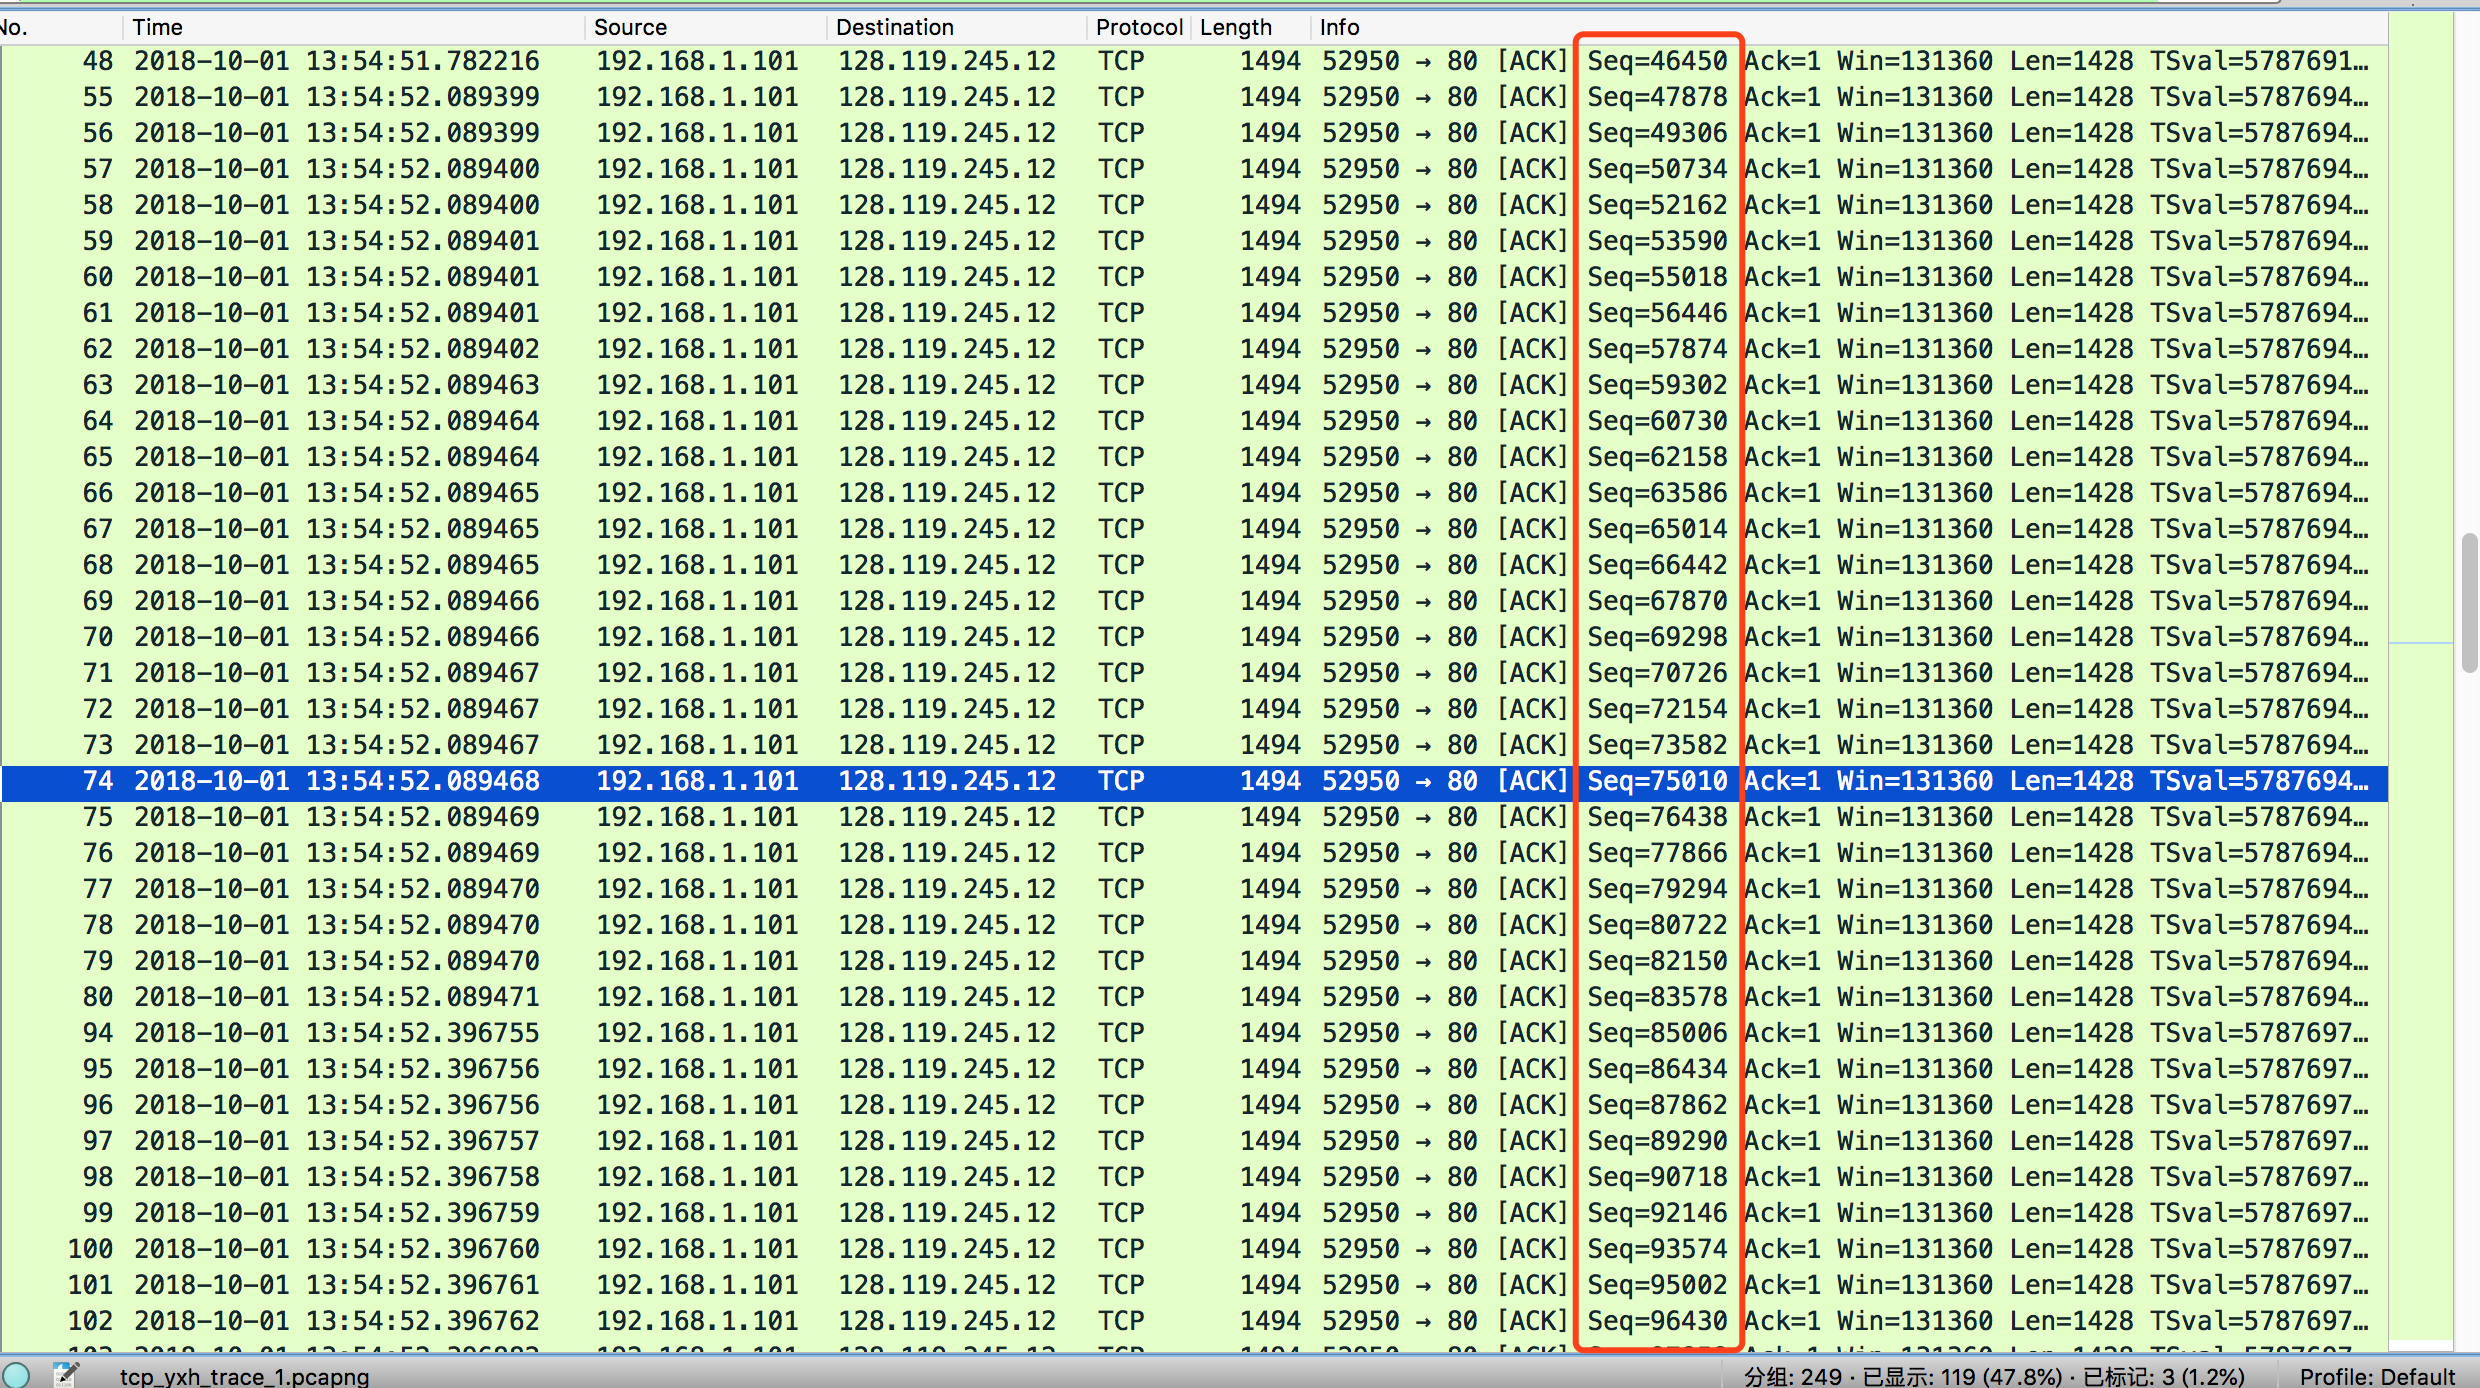 No. Time Source Destination Protocol Length Info
48 2018-10-01 13:54:51.782216 192.168.1.101 128.119.245.12 TCP 1494 52950 → 80 [ACK] Seq=46450 Ack=1 Win=131360 Len=1428 TSval=5787691…
55 2018-10-01 13:54:52.089399 192.168.1.101 128.119.245.12 TCP 1494 52950 → 80 [ACK] Seq=47878 Ack=1 Win=131360 Len=1428 TSval=5787694…
56 2018-10-01 13:54:52.089399 192.168.1.101 128.119.245.12 TCP 1494 52950 → 80 [ACK] Seq=49306 Ack=1 Win=131360 Len=1428 TSval=5787694…
57 2018-10-01 13:54:52.089400 192.168.1.101 128.119.245.12 TCP 1494 52950 → 80 [ACK] Seq=50734 Ack=1 Win=131360 Len=1428 TSval=5787694…
58 2018-10-01 13:54:52.089400 192.168.1.101 128.119.245.12 TCP 1494 52950 → 80 [ACK] Seq=52162 Ack=1 Win=131360 Len=1428 TSval=5787694…
59 2018-10-01 13:54:52.089401 192.168.1.101 128.119.245.12 TCP 1494 52950 → 80 [ACK] Seq=53590 Ack=1 Win=131360 Len=1428 TSval=5787694…
60 2018-10-01 13:54:52.089401 192.168.1.101 128.119.245.12 TCP 1494 52950 → 80 [ACK] Seq=55018 Ack=1 Win=131360 Len=1428 TSval=5787694…
61 2018-10-01 13:54:52.089401 192.168.1.101 128.119.245.12 TCP 1494 52950 → 80 [ACK] Seq=56446 Ack=1 Win=131360 Len=1428 TSval=5787694…
62 2018-10-01 13:54:52.089402 192.168.1.101 128.119.245.12 TCP 1494 52950 → 80 [ACK] Seq=57874 Ack=1 Win=131360 Len=1428 TSval=5787694…
63 2018-10-01 13:54:52.089463 192.168.1.101 128.119.245.12 TCP 1494 52950 → 80 [ACK] Seq=59302 Ack=1 Win=131360 Len=1428 TSval=5787694…
64 2018-10-01 13:54:52.089464 192.168.1.101 128.119.245.12 TCP 1494 52950 → 80 [ACK] Seq=60730 Ack=1 Win=131360 Len=1428 TSval=5787694…
65 2018-10-01 13:54:52.089464 192.168.1.101 128.119.245.12 TCP 1494 52950 → 80 [ACK] Seq=62158 Ack=1 Win=131360 Len=1428 TSval=5787694…
66 2018-10-01 13:54:52.089465 192.168.1.101 128.119.245.12 TCP 1494 52950 → 80 [ACK] Seq=63586 Ack=1 Win=131360 Len=1428 TSval=5787694…
67 2018-10-01 13:54:52.089465 192.168.1.101 128.119.245.12 TCP 1494 52950 → 80 [ACK] Seq=65014 Ack=1 Win=131360 Len=1428 TSval=5787694…
68 2018-10-01 13:54:52.089465 192.168.1.101 128.119.245.12 TCP 1494 52950 → 80 [ACK] Seq=66442 Ack=1 Win=131360 Len=1428 TSval=5787694…
69 2018-10-01 13:54:52.089466 192.168.1.101 128.119.245.12 TCP 1494 52950 → 80 [ACK] Seq=67870 Ack=1 Win=131360 Len=1428 TSval=5787694…
70 2018-10-01 13:54:52.089466 192.168.1.101 128.119.245.12 TCP 1494 52950 → 80 [ACK] Seq=69298 Ack=1 Win=131360 Len=1428 TSval=5787694…
71 2018-10-01 13:54:52.089467 192.168.1.101 128.119.245.12 TCP 1494 52950 → 80 [ACK] Seq=70726 Ack=1 Win=131360 Len=1428 TSval=5787694…
72 2018-10-01 13:54:52.089467 192.168.1.101 128.119.245.12 TCP 1494 52950 → 80 [ACK] Seq=72154 Ack=1 Win=131360 Len=1428 TSval=5787694…
73 2018-10-01 13:54:52.089467 192.168.1.101 128.119.245.12 TCP 1494 52950 → 80 [ACK] Seq=73582 Ack=1 Win=131360 Len=1428 TSval=5787694…
74 2018-10-01 13:54:52.089468 192.168.1.101 128.119.245.12 TCP 1494 52950 → 80 [ACK] Seq=75010 Ack=1 Win=131360 Len=1428 TSval=5787694…
75 2018-10-01 13:54:52.089469 192.168.1.101 128.119.245.12 TCP 1494 52950 → 80 [ACK] Seq=76438 Ack=1 Win=131360 Len=1428 TSval=5787694…
76 2018-10-01 13:54:52.089469 192.168.1.101 128.119.245.12 TCP 1494 52950 → 80 [ACK] Seq=77866 Ack=1 Win=131360 Len=1428 TSval=5787694…
77 2018-10-01 13:54:52.089470 192.168.1.101 128.119.245.12 TCP 1494 52950 → 80 [ACK] Seq=79294 Ack=1 Win=131360 Len=1428 TSval=5787694…
78 2018-10-01 13:54:52.089470 192.168.1.101 128.119.245.12 TCP 1494 52950 → 80 [ACK] Seq=80722 Ack=1 Win=131360 Len=1428 TSval=5787694…
79 2018-10-01 13:54:52.089470 192.168.1.101 128.119.245.12 TCP 1494 52950 → 80 [ACK] Seq=82150 Ack=1 Win=131360 Len=1428 TSval=5787694…
80 2018-10-01 13:54:52.089471 192.168.1.101 128.119.245.12 TCP 1494 52950 → 80 [ACK] Seq=83578 Ack=1 Win=131360 Len=1428 TSval=5787694…
94 2018-10-01 13:54:52.396755 192.168.1.101 128.119.245.12 TCP 1494 52950 → 80 [ACK] Seq=85006 Ack=1 Win=131360 Len=1428 TSval=5787697…
95 2018-10-01 13:54:52.396756 192.168.1.101 128.119.245.12 TCP 1494 52950 → 80 [ACK] Seq=86434 Ack=1 Win=131360 Len=1428 TSval=5787697…
96 2018-10-01 13:54:52.396756 192.168.1.101 128.119.245.12 TCP 1494 52950 → 80 [ACK] Seq=87862 Ack=1 Win=131360 Len=1428 TSval=5787697…
97 2018-10-01 13:54:52.396757 192.168.1.101 128.119.245.12 TCP 1494 52950 → 80 [ACK] Seq=89290 Ack=1 Win=131360 Len=1428 TSval=5787697…
98 2018-10-01 13:54:52.396758 192.168.1.101 128.119.245.12 TCP 1494 52950 → 80 [ACK] Seq=90718 Ack=1 Win=131360 Len=1428 TSval=5787697…
99 2018-10-01 13:54:52.396759 192.168.1.101 128.119.245.12 TCP 1494 52950 → 80 [ACK] Seq=92146 Ack=1 Win=131360 Len=1428 TSval=5787697…
100 2018-10-01 13:54:52.396760 192.168.1.101 128.119.245.12 TCP 1494 52950 → 80 [ACK] Seq=93574 Ack=1 Win=131360 Len=1428 TSval=5787697…
101 2018-10-01 13:54:52.396761 192.168.1.101 128.119.245.12 TCP 1494 52950 → 80 [ACK] Seq=95002 Ack=1 Win=131360 Len=1428 TSval=5787697…
102 2018-10-01 13:54:52.396762 192.168.1.101 128.119.245.12 TCP 1494 52950 → 80 [ACK] Seq=96430 Ack=1 Win=131360 Len=1428 TSval=5787697…
tcp_yxh_trace_1.pcapng 分组: 249 · 已显示: 119 (47.8%) · 已标记: 3 (1.2%) Profile: Default